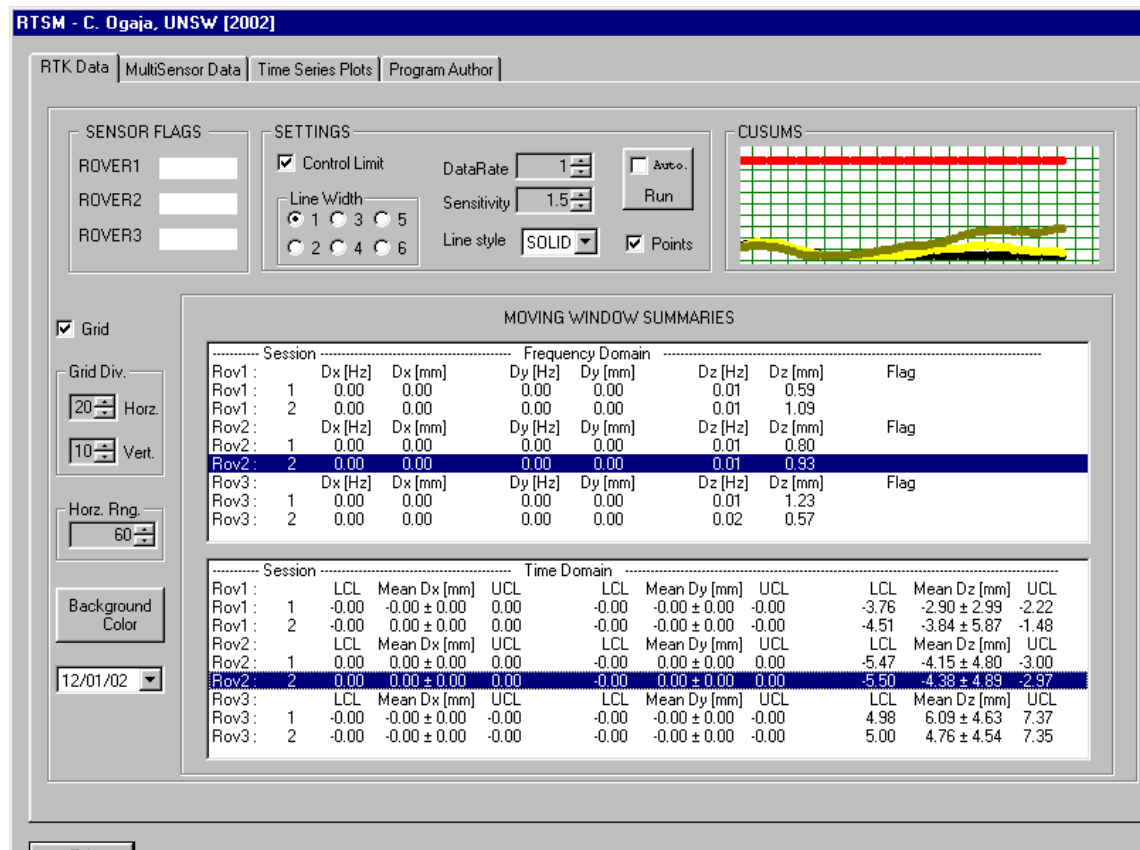 RTSM - C. Ogaja, UNSW [2002]
RTK Data MultiSensor Data Time Series Plots Program Author
SENSOR FLAGS
ROVER1
ROVER2
ROVER3
SETTINGS
Control Limit
Line Width
1 3 5
2 4 6
DataRate 1
Sensitivity 1.5
Line style SOLID
Auto.
Run
Points
CUSUMS
Grid
Grid Div.
20 Horz.
10 Vert.
Horz. Rng.
60
Background
Color
12/01/02
MOVING WINDOW SUMMARIES
---------- Session ---------- Frequency Domain ----------
Rov1 : Dx [Hz] Dx [mm] Dy [Hz] Dy [mm] Dz [Hz] Dz [mm] Flag
Rov1 : 1 0.00 0.00 0.00 0.00 0.01 0.59
Rov1 : 2 0.00 0.00 0.00 0.00 0.01 1.09
Rov2 : Dx [Hz] Dx [mm] Dy [Hz] Dy [mm] Dz [Hz] Dz [mm] Flag
Rov2 : 1 0.00 0.00 0.00 0.00 0.01 0.80
Rov2 : 2 0.00 0.00 0.00 0.00 0.01 0.93
Rov3 : Dx [Hz] Dx [mm] Dy [Hz] Dy [mm] Dz [Hz] Dz [mm] Flag
Rov3 : 1 0.00 0.00 0.00 0.00 0.01 1.23
Rov3 : 2 0.00 0.00 0.00 0.00 0.02 0.57
---------- Session ---------- Time Domain ----------
Rov1 : LCL Mean Dx [mm] UCL LCL Mean Dy [mm] UCL LCL Mean Dz [mm] UCL
Rov1 : 1 -0.00 -0.00 ± 0.00 0.00 -0.00 -0.00 ± 0.00 -0.00 -3.76 -2.90 ± 2.99 -2.22
Rov1 : 2 -0.00 0.00 ± 0.00 0.00 -0.00 -0.00 ± 0.00 -0.00 -4.51 -3.84 ± 5.87 -1.48
Rov2 : LCL Mean Dx [mm] UCL LCL Mean Dy [mm] UCL LCL Mean Dz [mm] UCL
Rov2 : 1 0.00 0.00 ± 0.00 0.00 -0.00 0.00 ± 0.00 0.00 -5.47 -4.15 ± 4.80 -3.00
Rov2 : 2 0.00 0.00 ± 0.00 0.00 -0.00 0.00 ± 0.00 0.00 -5.50 -4.38 ± 4.89 -2.97
Rov3 : LCL Mean Dx [mm] UCL LCL Mean Dy [mm] UCL LCL Mean Dz [mm] UCL
Rov3 : 1 -0.00 -0.00 ± 0.00 -0.00 -0.00 -0.00 ± 0.00 -0.00 4.98 6.09 ± 4.63 7.37
Rov3 : 2 -0.00 -0.00 ± 0.00 -0.00 -0.00 -0.00 ± 0.00 -0.00 5.00 4.76 ± 4.54 7.35